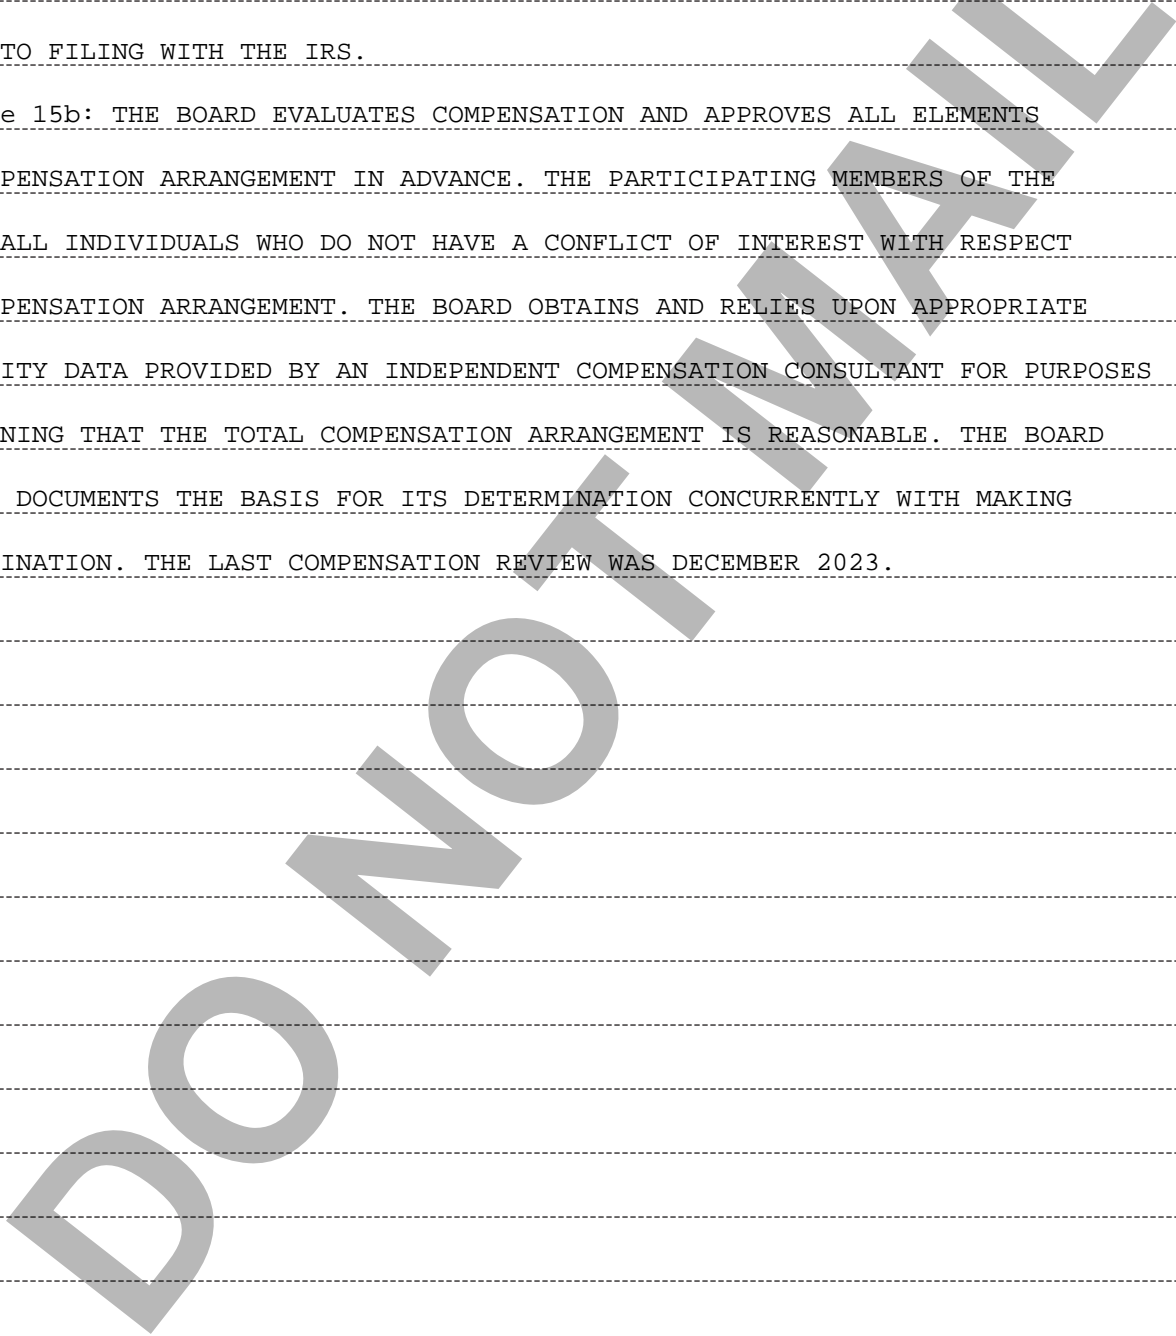 TO FILING WITH THE IRS.
e 15b: THE BOARD EVALUATES COMPENSATION AND APPROVES ALL ELEMENTS
PENSATION ARRANGEMENT IN ADVANCE. THE PARTICIPATING MEMBERS OF THE
ALL INDIVIDUALS WHO DO NOT HAVE A CONFLICT OF INTEREST WITH RESPECT
PENSATION ARRANGEMENT. THE BOARD OBTAINS AND RELIES UPON APPROPRIATE
ITY DATA PROVIDED BY AN INDEPENDENT COMPENSATION CONSULTANT FOR PURPOSES
NING THAT THE TOTAL COMPENSATION ARRANGEMENT IS REASONABLE. THE BOARD
DOCUMENTS THE BASIS FOR ITS DETERMINATION CONCURRENTLY WITH MAKING
INATION. THE LAST COMPENSATION REVIEW WAS DECEMBER 2023.
DO NOT MAIL